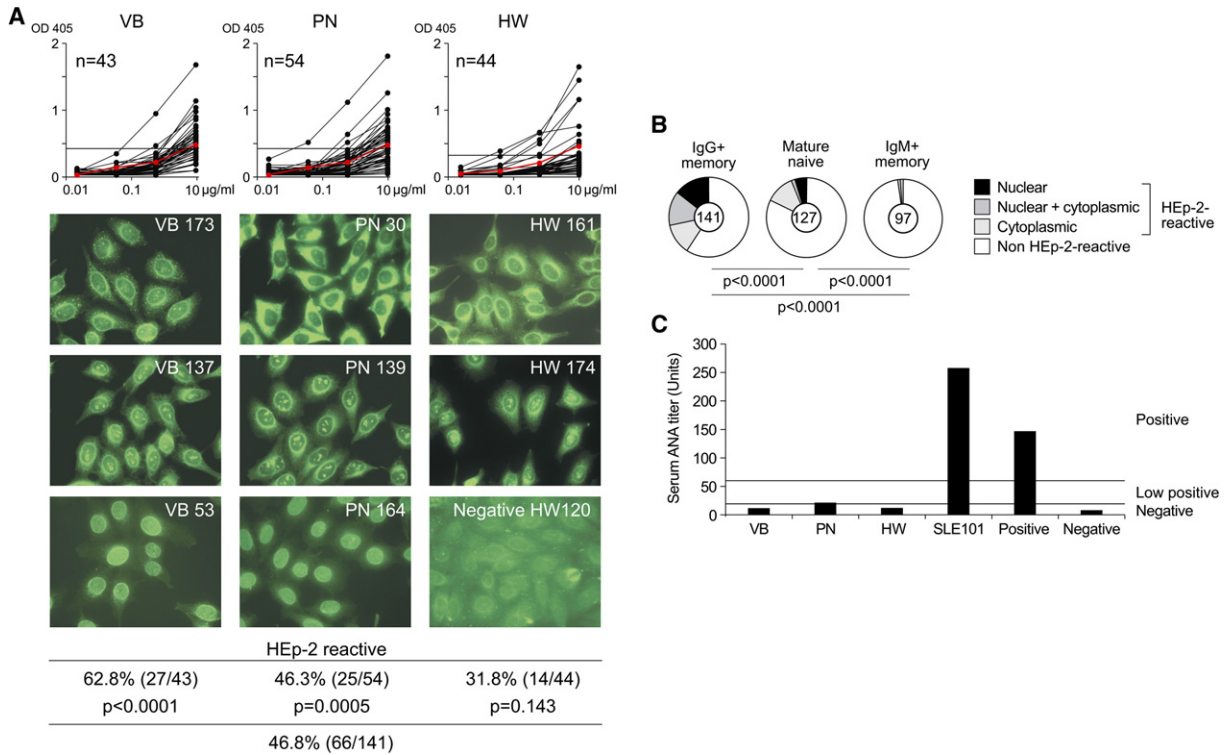 A
VB
PN
HW
OD 405
OD 405
OD 405
2
1
0
n=43
0.01
0.1
10 µg/ml
2
1
0
n=54
0.01
0.1
10 µg/ml
2
1
0
n=44
0.01
0.1
10 µg/ml
VB 173
PN 30
HW 161
VB 137
PN 139
HW 174
VB 53
PN 164
Negative HW120
HEp-2 reactive
62.8% (27/43)
46.3% (25/54)
31.8% (14/44)
p<0.0001
p=0.0005
p=0.143
46.8% (66/141)
B
IgG+
memory
Mature
naive
IgM+
memory
141
127
97
p<0.0001
p<0.0001
p<0.0001
Nuclear
Nuclear + cytoplasmic
Cytoplasmic
Non HEp-2-reactive
HEp-2-
reactive
C
Serum ANA titer (Units)
300
250
200
150
100
50
0
VB
PN
HW
SLE101
Positive
Negative
Positive
Low positive
Negative